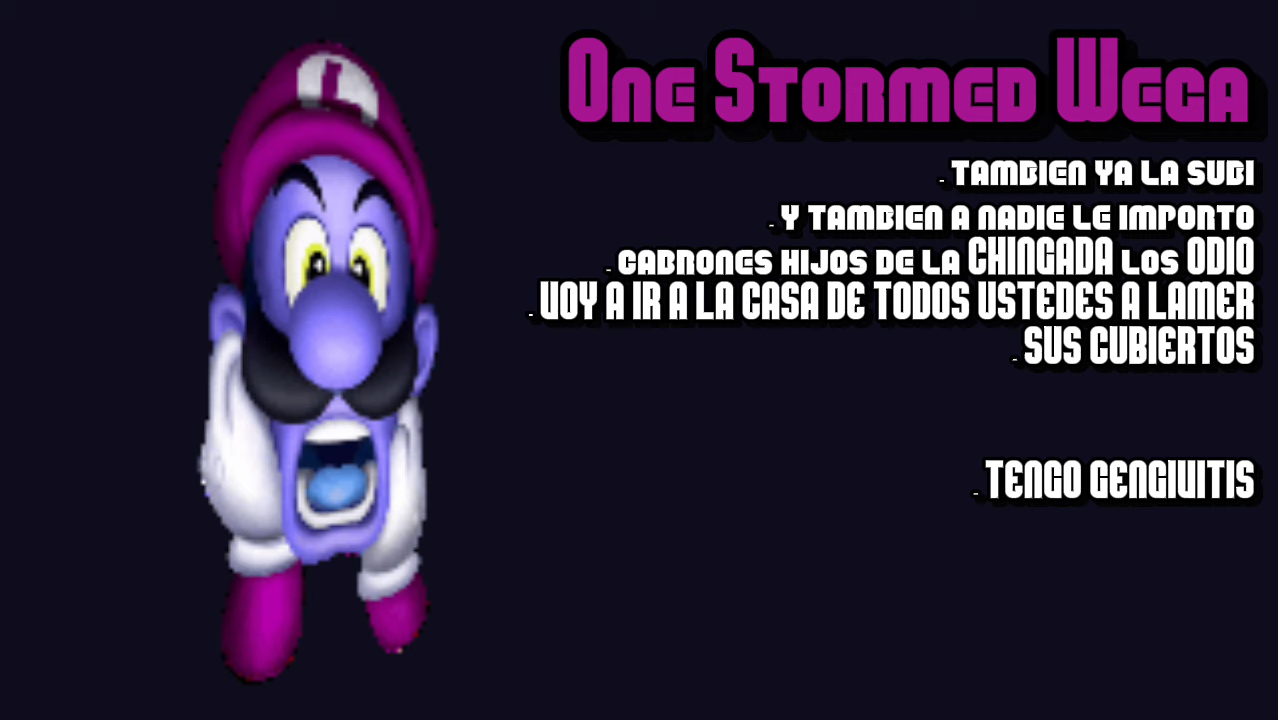 L
One Stormed Wega
. TAMBIEN YA LA SUBI
. Y TAMBIEN A NADIE LE IMPORTO
. CABRONES HIJOS DE LA CHINGADA LOS ODIO
. VOY A IR A LA CASA DE TODOS USTEDES A LAMER
. SUS CUBIERTOS
. TENGO GENGIVITIS